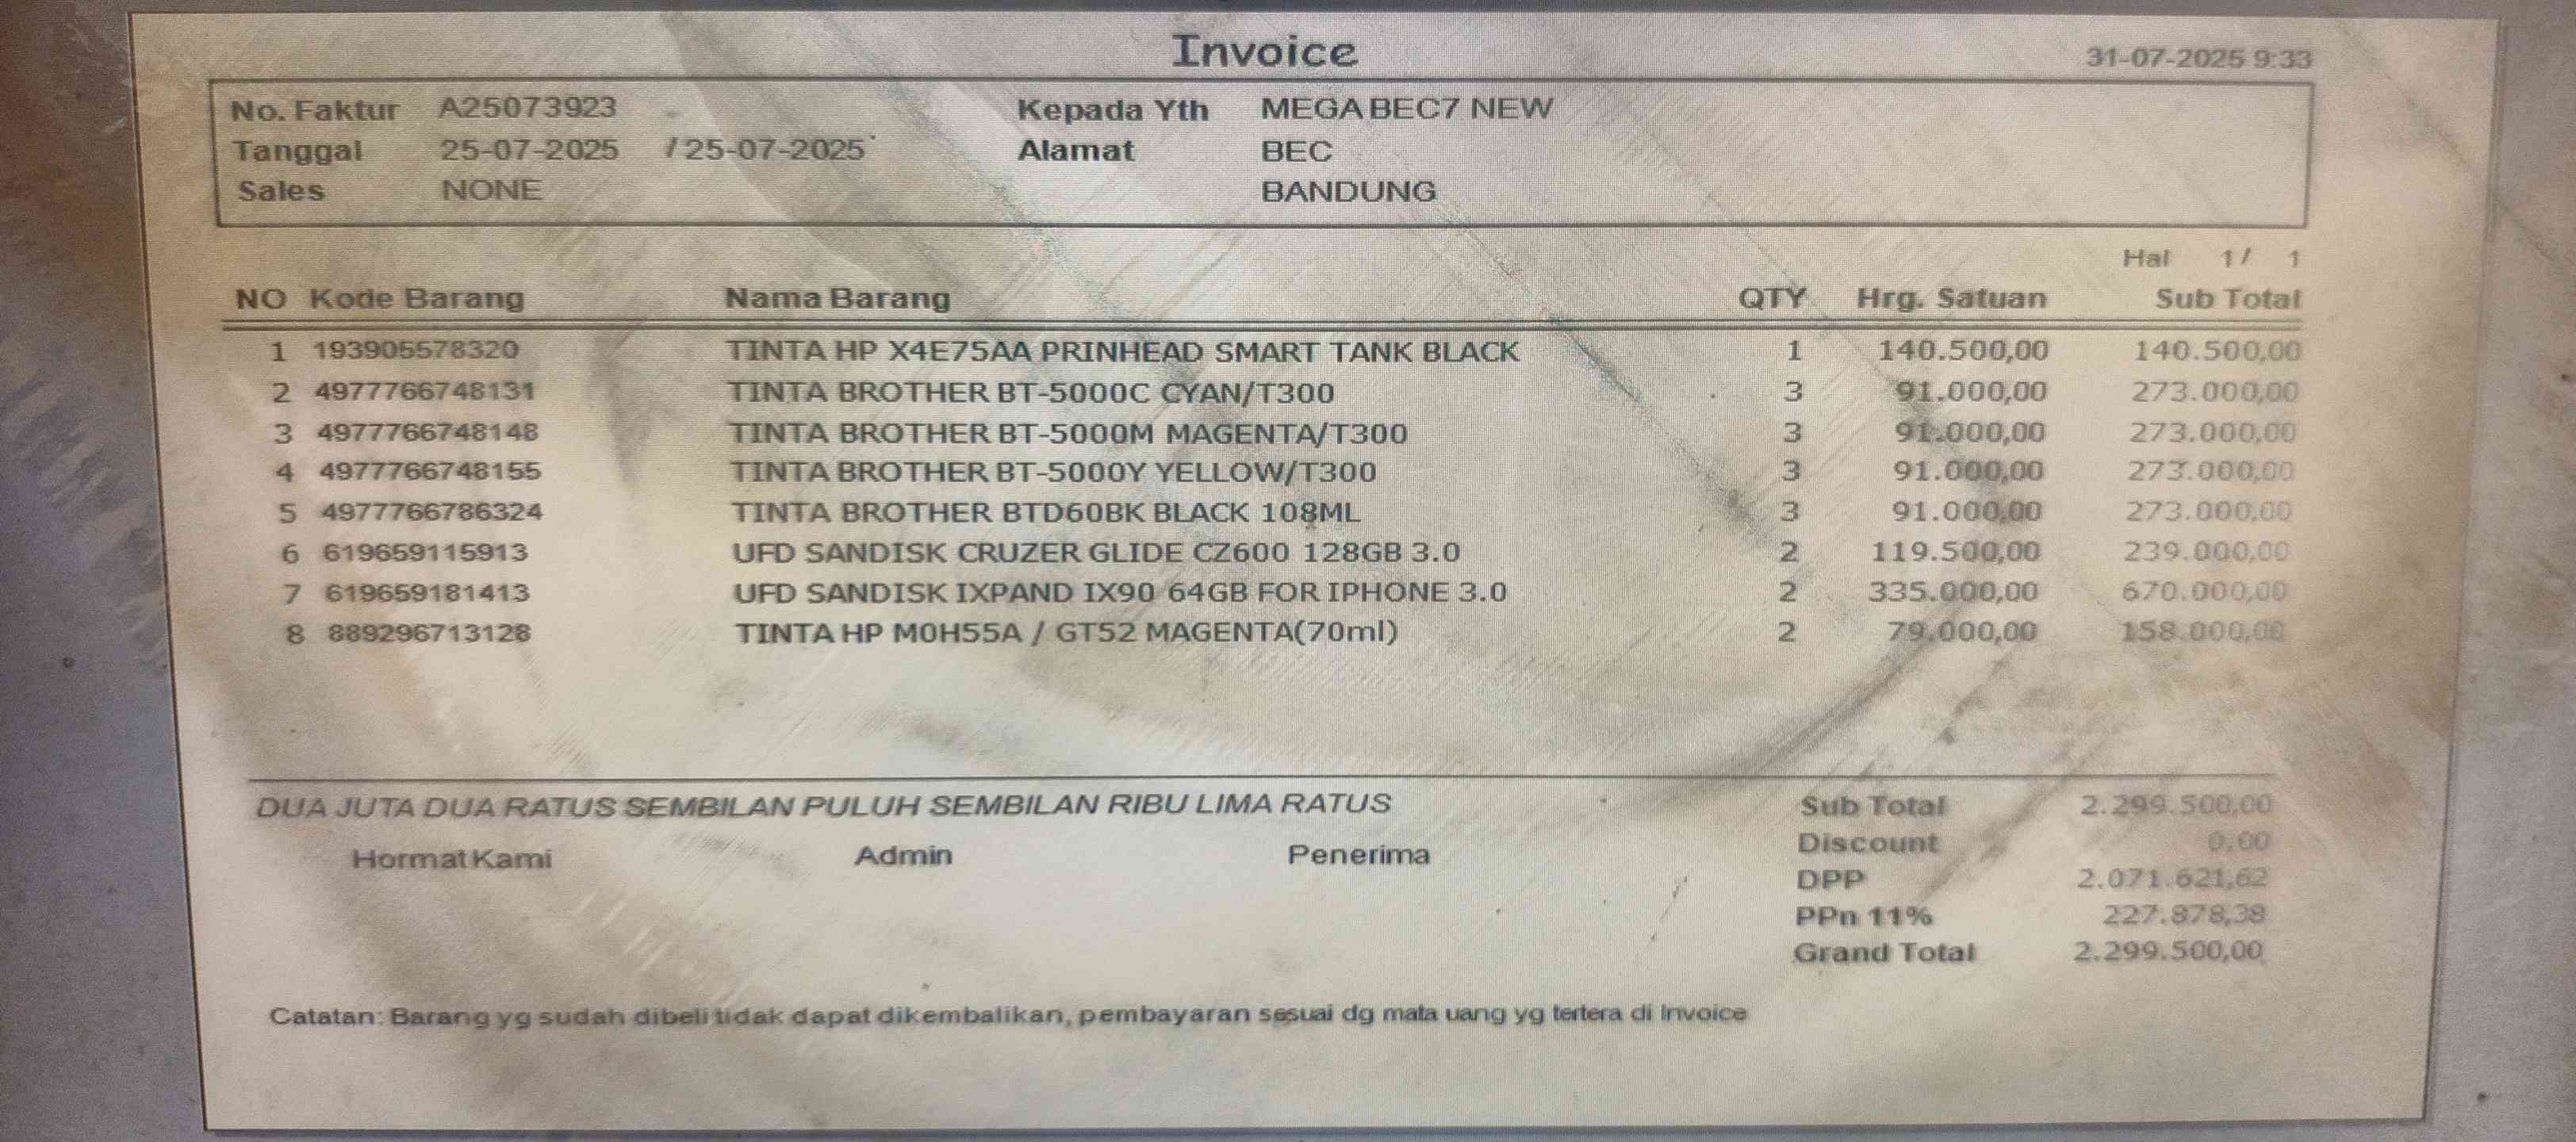 Invoice
31-07-2025 9:33
No. Faktur A25073923 Kepada Yth MEGA BEC7 NEW
Tanggal 25-07-2025 / 25-07-2025 Alamat BEC
Sales NONE BANDUNG
Hal 1/ 1
NO Kode Barang Nama Barang QTY Hrg. Satuan Sub Total
1 193905578320 TINTA HP X4E75AA PRINHEAD SMART TANK BLACK 1 140.500,00 140.500,00
2 4977766748131 TINTA BROTHER BT-5000C CYAN/T300 3 91.000,00 273.000,00
3 4977766748148 TINTA BROTHER BT-5000M MAGENTA/T300 3 91.000,00 273.000,00
4 4977766748155 TINTA BROTHER BT-5000Y YELLOW/T300 3 91.000,00 273.000,00
5 4977766786324 TINTA BROTHER BTD60BK BLACK 108ML 3 91.000,00 273.000,00
6 619659115913 UFD SANDISK CRUZER GLIDE CZ600 128GB 3.0 2 119.500,00 239.000,00
7 619659181413 UFD SANDISK IXPAND IX90 64GB FOR IPHONE 3.0 2 335.000,00 670.000,00
8 889296713128 TINTA HP M0H55A / GT52 MAGENTA(70ml) 2 79.000,00 158.000,00
DUA JUTA DUA RATUS SEMBILAN PULUH SEMBILAN RIBU LIMA RATUS Sub Total 2.299.500,00
Discount 0,00
Hormat Kami Admin Penerima
DPP 2.071.621,62
PPn 11% 227.878,38
Grand Total 2.299.500,00
Catatan: Barang yg sudah dibeli tidak dapat dikembalikan, pembayaran sesuai dg mata uang yg tertera di Invoice